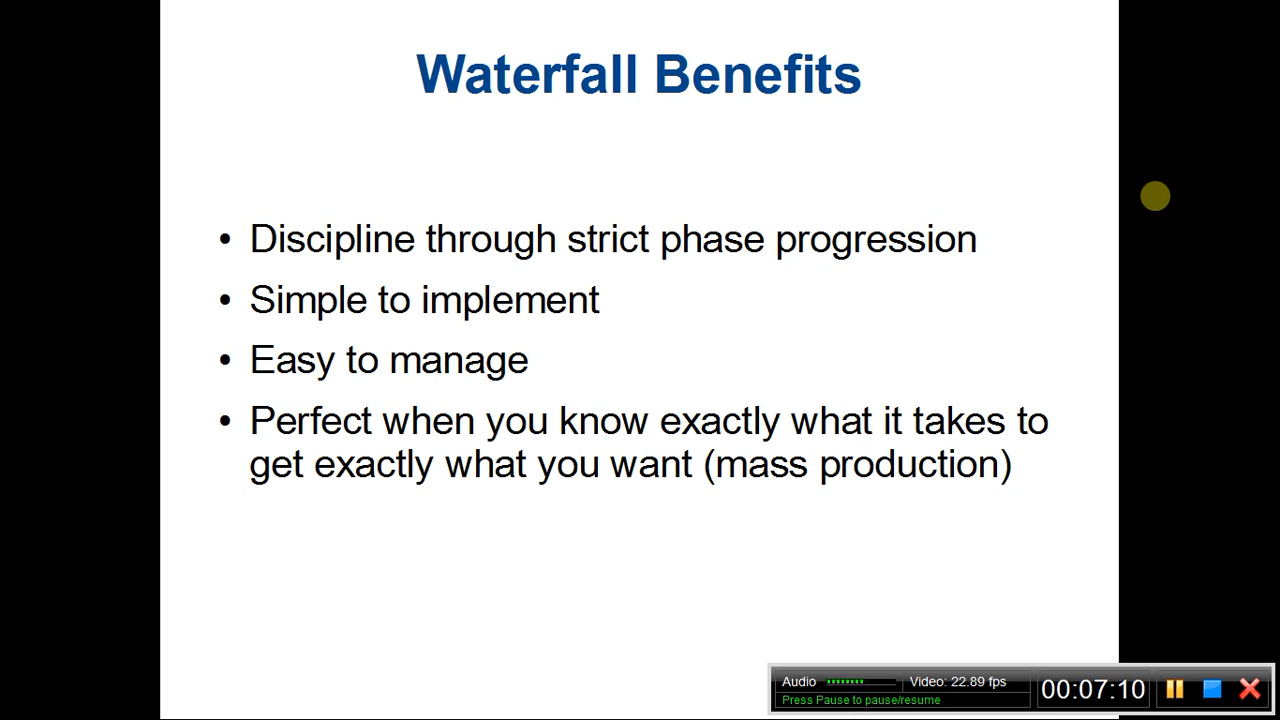 Waterfall Benefits
• Discipline through strict phase progression
• Simple to implement
• Easy to manage
• Perfect when you know exactly what it takes to
get exactly what you want (mass production)
Audio
Video: 22.89 fps
Press Pause to pause/resume
00:07:10